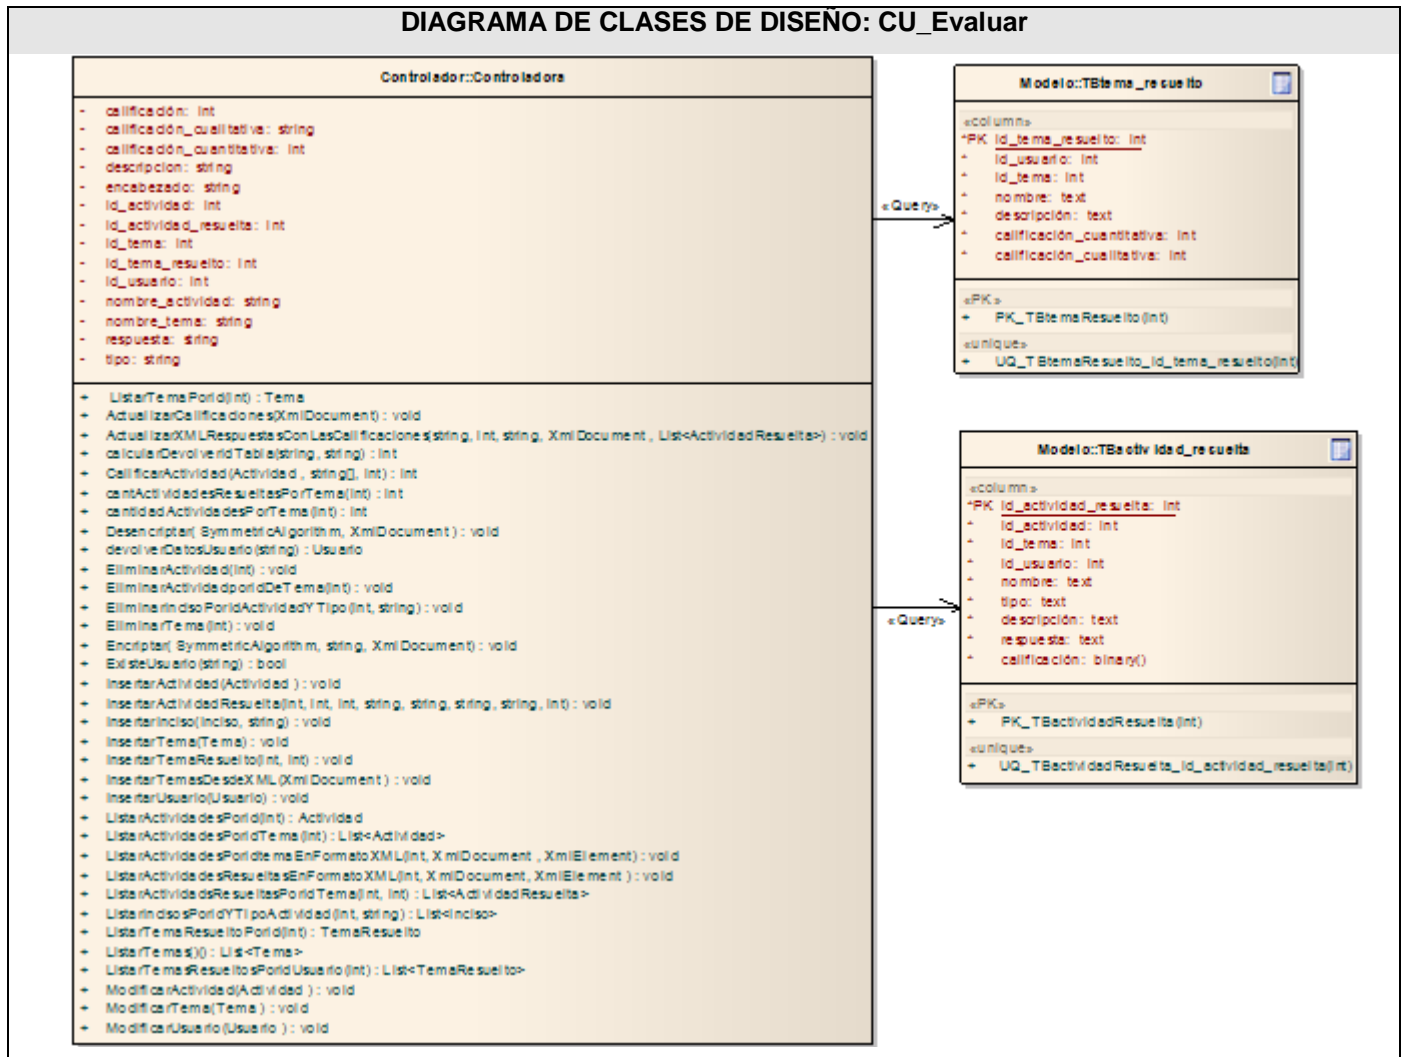 DIAGRAMA DE CLASES DE DISEÑO: CU_Evaluar
Controlador::Controladora
- calificación: int
- calificación_cualitativa: string
- calificación_cuantitativa: int
- descripcion: string
- encabezado: string
- id_actividad: int
- id_actividad_resuelta: int
- id_tema: int
- id_tema_resuelto: int
- id_usuario: int
- nombre_actividad: string
- nombre_tema: string
- respuesta: string
- tipo: string
+ ListarTemaPorId(int) : Tema
+ ActualizarCalificaciones(XmlDocument) : void
+ ActualizarXMLRespuestasConLasCalificaciones(string, int, string, XmlDocument , List<ActividadResuelta>) : void
+ calcularDevolverIdTabla(string, string) : int
+ CalificarActividad(Actividad , string[], int) : int
+ cantActividadesResueltasPorTema(int) : int
+ cantidadActividadesPorTema(int) : int
+ Desencriptar( SymmetricAlgorithm, XmlDocument ) : void
+ devolverDatosUsuario(string) : Usuario
+ EliminarActividad(int) : void
+ EliminarActividadporidDeTema(int) : void
+ EliminarIncisoPorIdActividadYTipo(int, string) : void
+ EliminarTema(int) : void
+ Encriptar( SymmetricAlgorithm, string, XmlDocument) : void
+ ExisteUsuario(string) : bool
+ InsertarActividad(Actividad ) : void
+ InsertarActividadResuelta(int, int, int, string, string, string, string, int) : void
+ InsertarInciso(Inciso, string) : void
+ InsertarTema(Tema) : void
+ InsertarTemaResuelto(int, int) : void
+ InsertarTemasDesdeXML(XmlDocument ) : void
+ InsertarUsuario(Usuario) : void
+ ListarActividadesPorId(int) : Actividad
+ ListarActividadesPorIdTema(int) : List<Actividad>
+ ListarActividadesPorIdtemaEnFormatoXML(int, XmlDocument , XmlElement) : void
+ ListarActividadesResueltasEnFormatoXML(int, XmlDocument, XmlElement ) : void
+ ListarActividadsResueltasPorIdTema(int, int) : List<ActividadResuelta>
+ ListarIncisosPorIdYTipoActividad(int, string) : List<Inciso>
+ ListarTemaResueltoPorId(int) : TemaResuelto
+ ListarTemas()() : List<Tema>
+ ListarTemasResueltosPorIdUsuario(int) : List<TemaResuelto>
+ ModificarActividad(Actividad ) : void
+ ModificarTema(Tema ) : void
+ ModificarUsuario(Usuario ) : void
«Query»
Modelo::TBtema_resuelto
«column»
*PK id_tema_resuelto: int
* id_usuario: int
* id_tema: int
* nombre: text
* descripción: text
* calificación_cuantitativa: int
* calificación_cualitativa: int
«PK»
+ PK_TBtemaResuelto(int)
«unique»
+ UQ_TBtemaResuelto_id_tema_resuelto(int)
«Query»
Modelo::TBactividad_resuelta
«column»
*PK id_actividad_resuelta: int
* id_actividad: int
* id_tema: int
* id_usuario: int
* nombre: text
* tipo: text
* descripción: text
* respuesta: text
* calificación: binary()
«PK»
+ PK_TBactividadResuelta(int)
«unique»
+ UQ_TBactividadResuelta_id_actividad_resuelta(int)